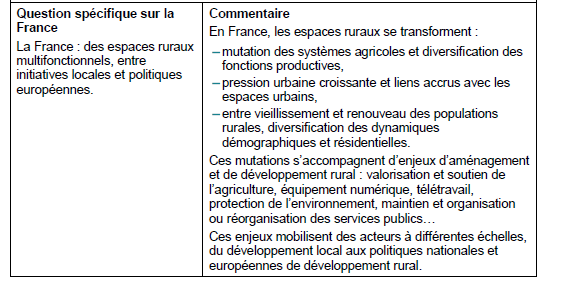 Question spécifique sur la
France
La France : des espaces ruraux
multifonctionnels, entre
initiatives locales et politiques
européennes.
Commentaire
En France, les espaces ruraux se transforment :
– mutation des systèmes agricoles et diversification des
fonctions productives,
– pression urbaine croissante et liens accrus avec les
espaces urbains,
– entre vieillissement et renouveau des populations
rurales, diversification des dynamiques
démographiques et résidentielles.
Ces mutations s’accompagnent d’enjeux d’aménagement
et de développement rural : valorisation et soutien de
l’agriculture, équipement numérique, télétravail,
protection de l’environnement, maintien et organisation
ou réorganisation des services publics…
Ces enjeux mobilisent des acteurs à différentes échelles,
du développement local aux politiques nationales et
européennes de développement rural.